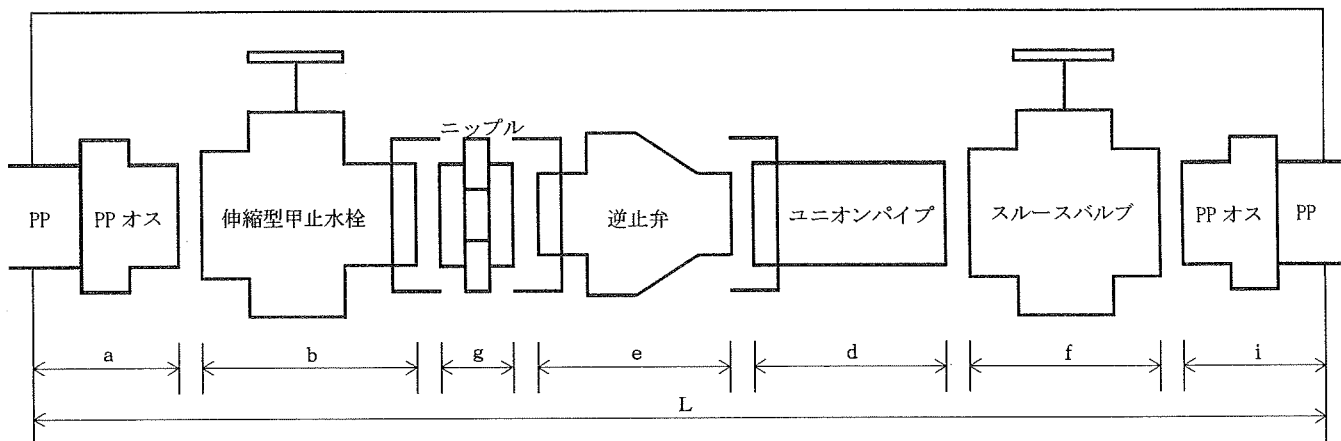 ニップル
PP
PP オス
伸縮型甲止水栓
逆止弁
ユニオンパイプ
スルースバルブ
PP オス
PP
a
b
g
e
d
f
i
L